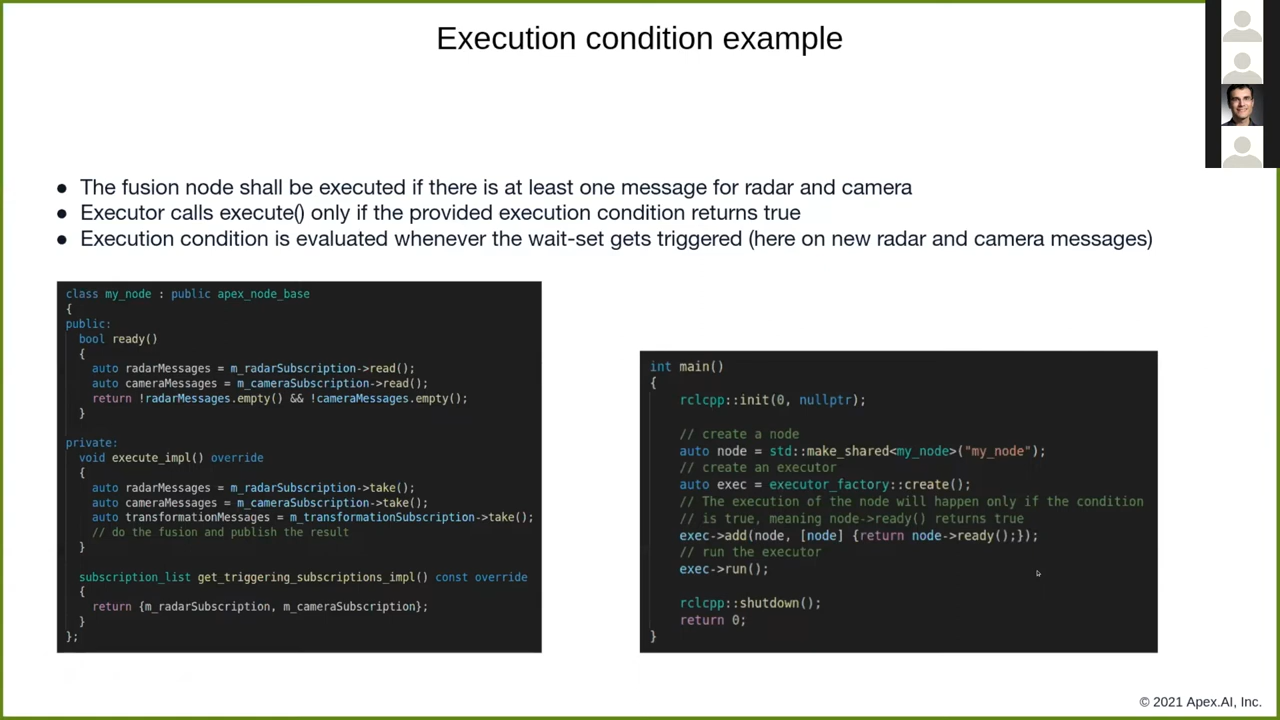 Execution condition example
● The fusion node shall be executed if there is at least one message for radar and camera
● Executor calls execute() only if the provided execution condition returns true
● Execution condition is evaluated whenever the wait-set gets triggered (here on new radar and camera messages)
class my_node : public apex_node_base
{
public:
  bool ready()
  {
    auto radarMessages = m_radarSubscription->read();
    auto cameraMessages = m_cameraSubscription->read();
    return !radarMessages.empty() && !cameraMessages.empty();
  }
private:
  void execute_impl() override
  {
    auto radarMessages = m_radarSubscription->take();
    auto cameraMessages = m_cameraSubscription->take();
    auto transformationMessages = m_transformationSubscription->take();
    // do the fusion and publish the result
  }
  subscription_list get_triggering_subscriptions_impl() const override
  {
    return {m_radarSubscription, m_cameraSubscription};
  }
};
int main()
{
    rclcpp::init(0, nullptr);
    // create a node
    auto node = std::make_shared<my_node>("my_node");
    // create an executor
    auto exec = executor_factory::create();
    // The execution of the node will happen only if the condition
    // is true, meaning node->ready() returns true
    exec->add(node, [node] {return node->ready();});
    // run the executor
    exec->run();
    rclcpp::shutdown();
    return 0;
}
© 2021 Apex.AI, Inc.